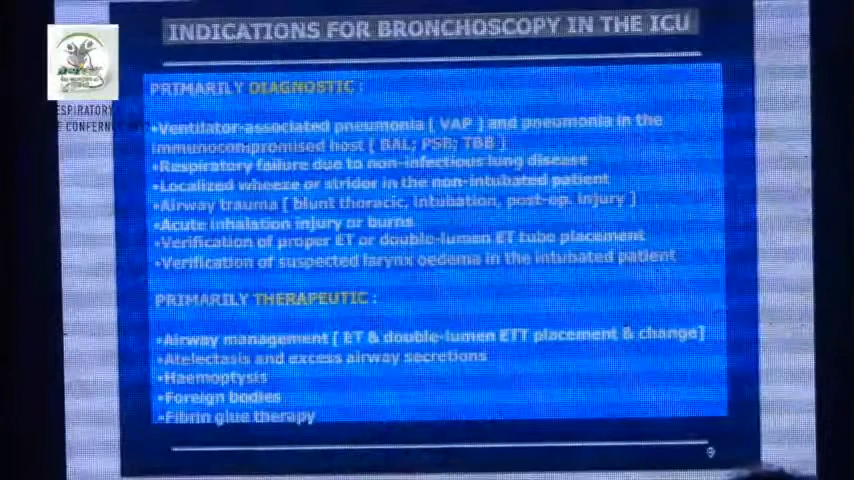 INDICATIONS FOR BRONCHOSCOPY IN THE ICU
PRIMARILY DIAGNOSTIC :
•Ventilator-associated pneumonia [ VAP ] and pneumonia in the
immunocompromised host [ BAL; PSB; TBB ]
•Respiratory failure due to non-infectious lung disease
•Localized wheeze or stridor in the non-intubated patient
•Airway trauma [ blunt thoracic, intubation, post-op. injury ]
•Acute inhalation injury or burns
•Verification of proper ET or double-lumen ET tube placement
•Verification of suspected larynx oedema in the intubated patient
PRIMARILY THERAPEUTIC :
•Airway management [ ET & double-lumen ETT placement & change]
•Atelectasis and excess airway secretions
•Haemoptysis
•Foreign bodies
•Fibrin glue therapy
9
ESPIRATORY
E CONFEREN